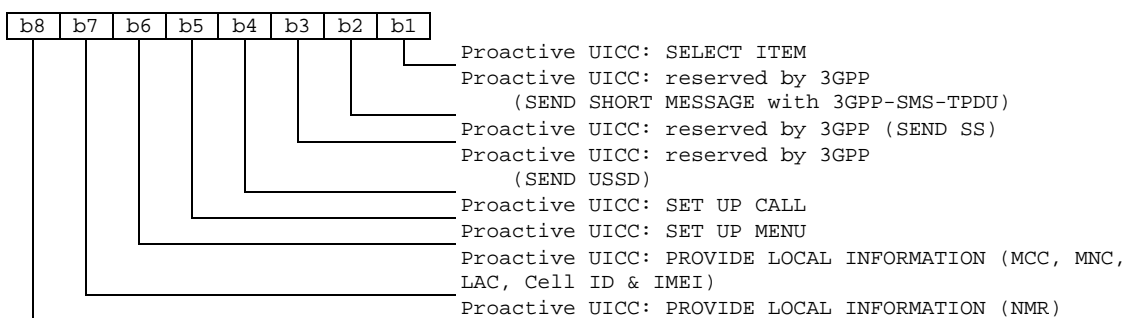 b8 b7 b6 b5 b4 b3 b2 b1
Proactive UICC: SELECT ITEM
Proactive UICC: reserved by 3GPP
(SEND SHORT MESSAGE with 3GPP-SMS-TPDU)
Proactive UICC: reserved by 3GPP (SEND SS)
Proactive UICC: reserved by 3GPP
(SEND USSD)
Proactive UICC: SET UP CALL
Proactive UICC: SET UP MENU
Proactive UICC: PROVIDE LOCAL INFORMATION (MCC, MNC,
LAC, Cell ID & IMEI)
Proactive UICC: PROVIDE LOCAL INFORMATION (NMR)